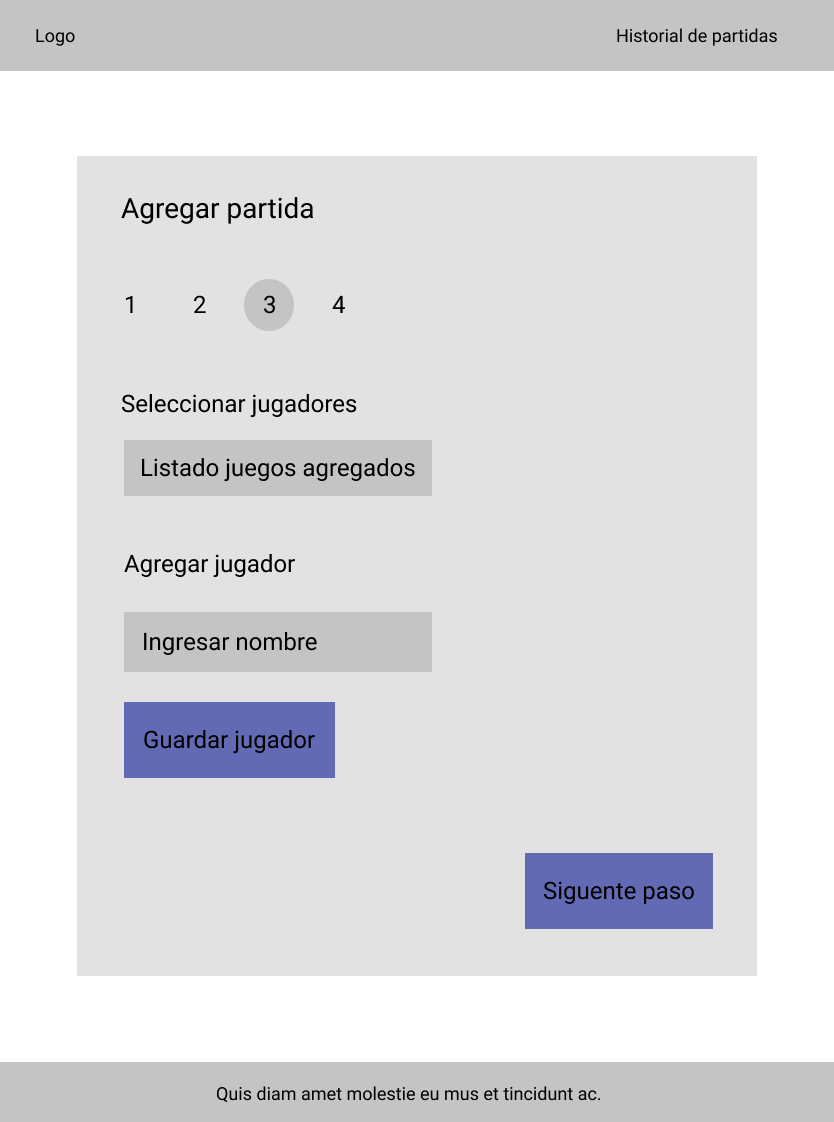 Logo
Historial de partidas
Agregar partida
1 2 3 4
Seleccionar jugadores
Listado juegos agregados
Agregar jugador
Ingresar nombre
Guardar jugador
Siguente paso
Quis diam amet molestie eu mus et tincidunt ac.